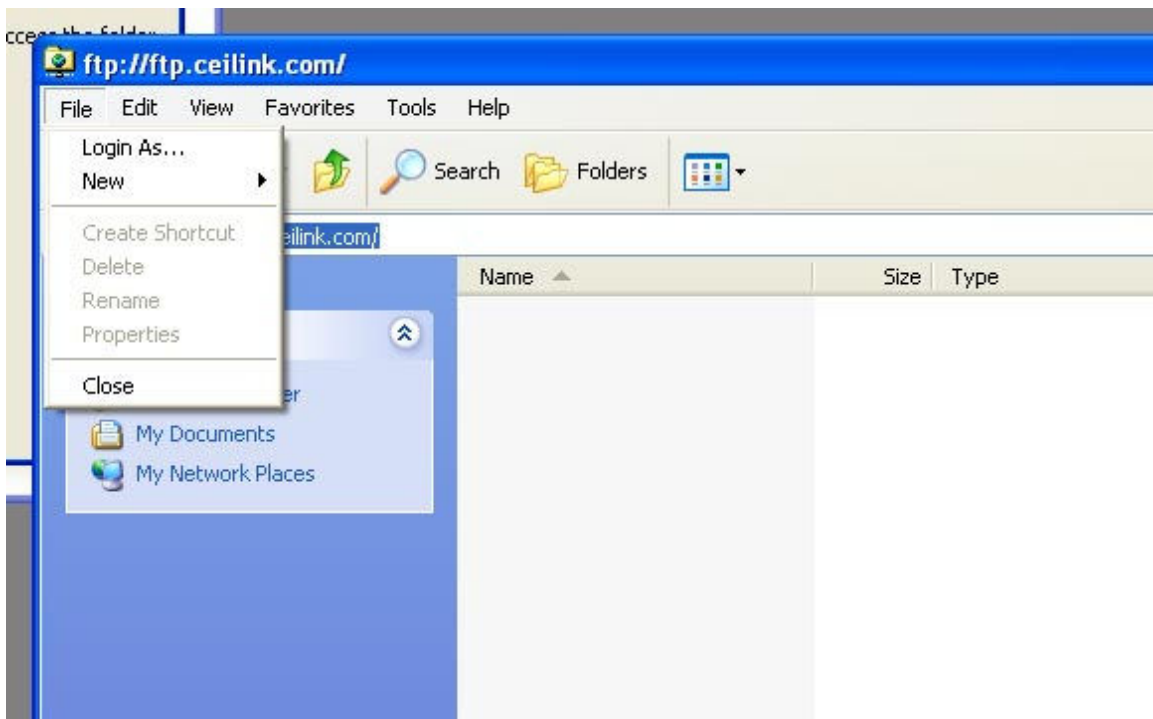 ftp://ftp.ceilink.com/
File Edit View Favorites Tools Help
Login As...
New
Search Folders
Create Shortcut
eilink.com/
Delete
Name Size Type
Rename
Properties
Close
My Documents
My Network Places